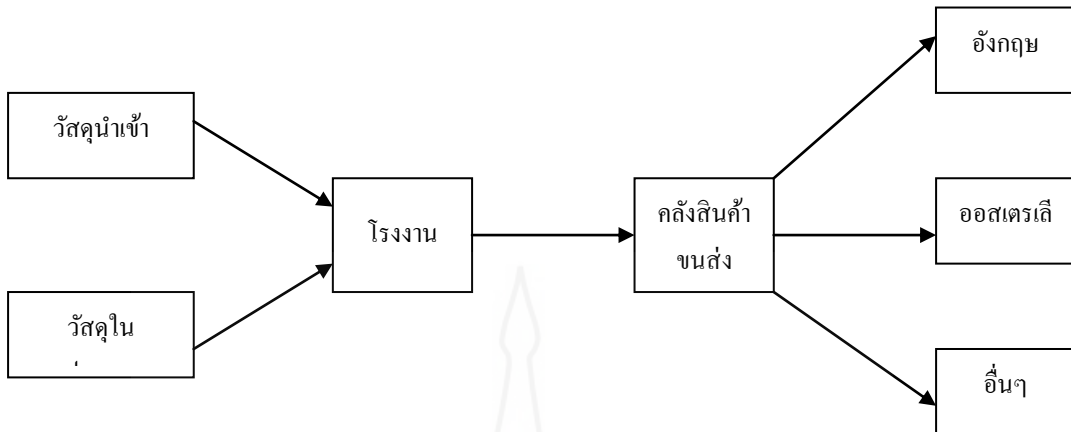 อังกฤษ
วัสดุนำเข้า
โรงงาน
คลังสินค้า
ขนส่ง
ออสเตรเลี
วัสดุใน
อื่นๆ